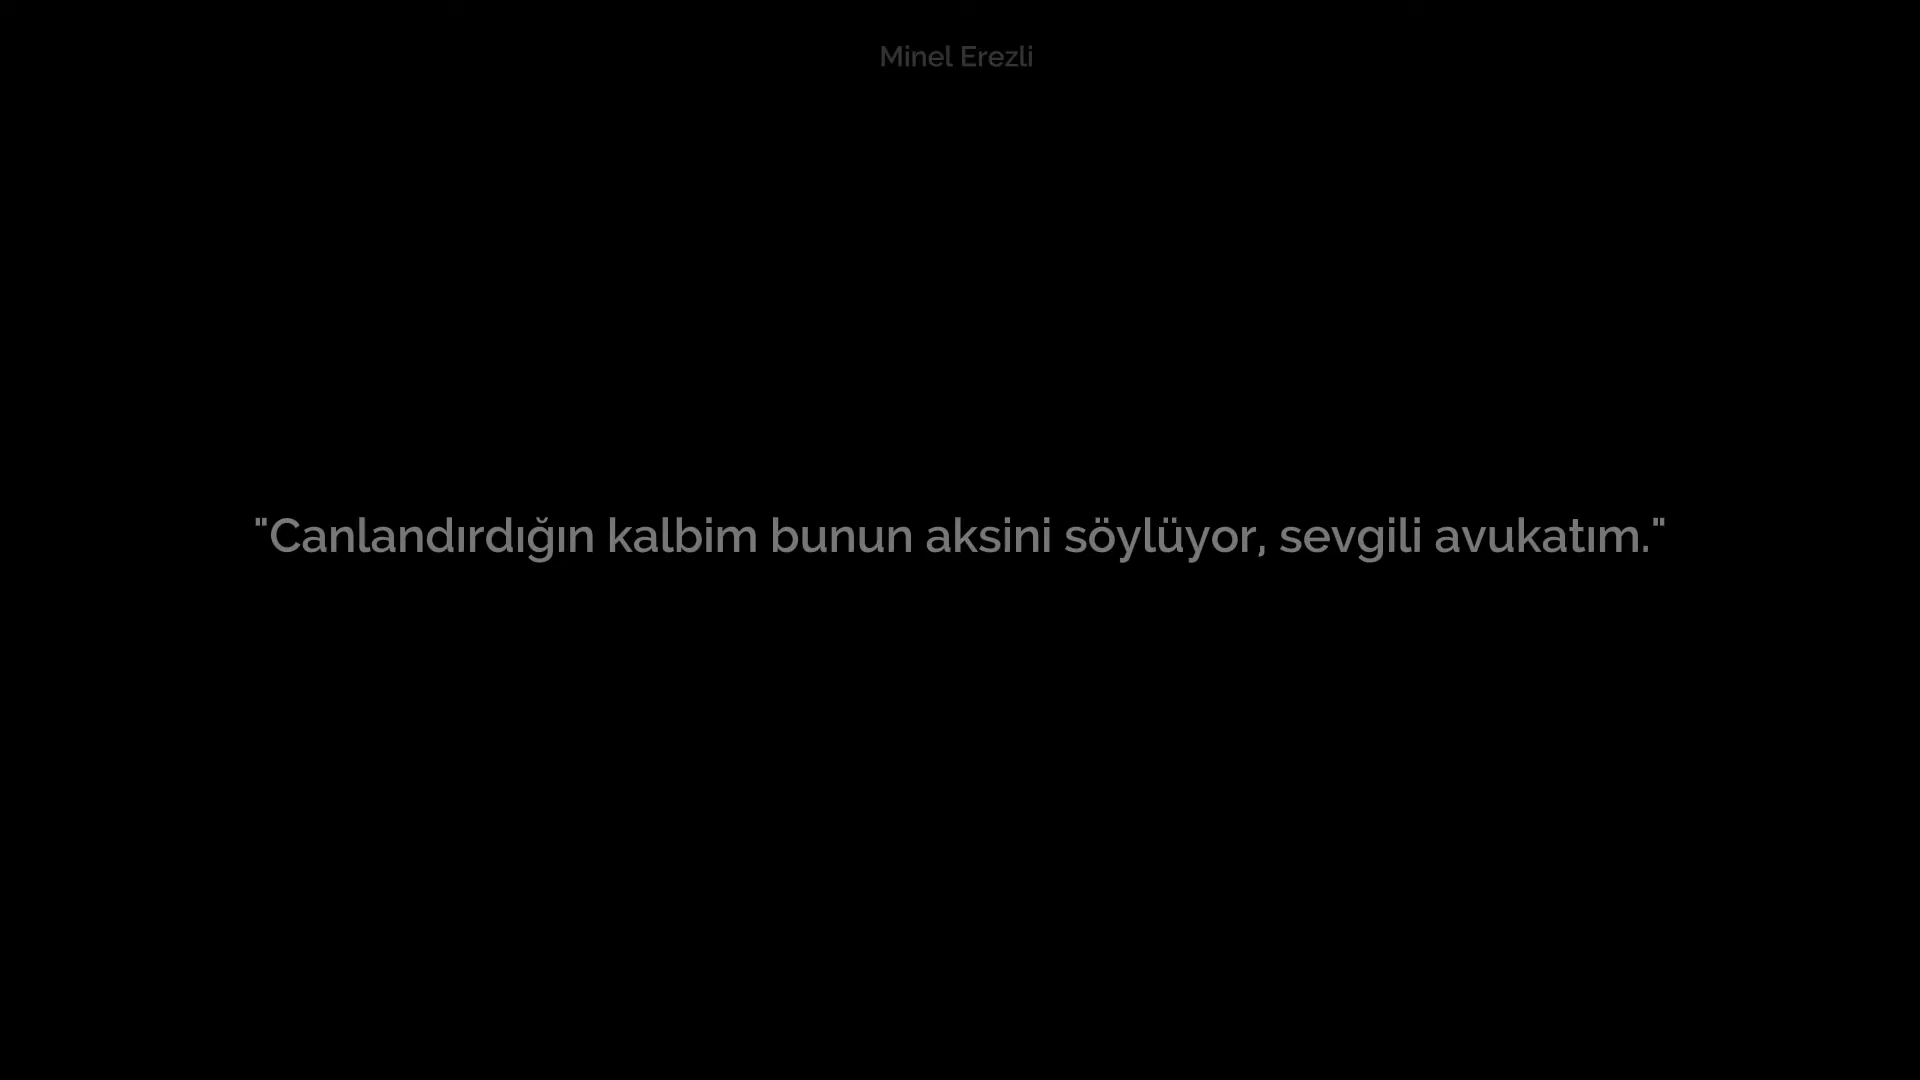 Minel Erezli
"Canlandırdığın kalbim bunun aksini söylüyor, sevgili avukatım."